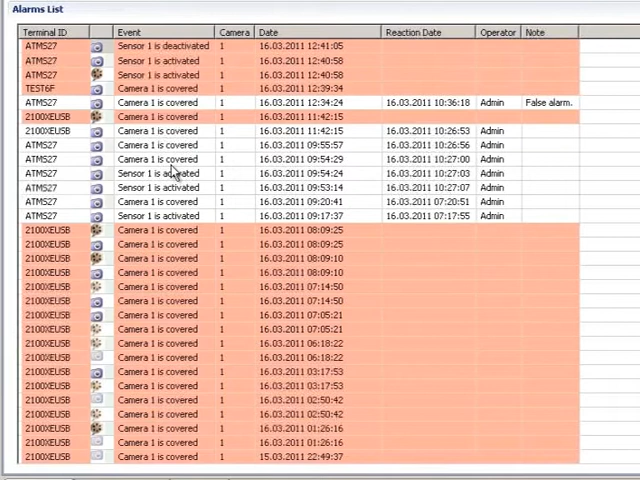 Alarms List
Terminal ID Event Camera Date Reaction Date Operator Note
ATMS27 Sensor 1 is deactivated 1 16.03.2011 12:41:05
ATMS27 Sensor 1 is activated 1 16.03.2011 12:40:58
ATMS27 Sensor 1 is activated 1 16.03.2011 12:40:58
TEST6F Camera 1 is covered 1 16.03.2011 12:39:34
ATMS27 Camera 1 is covered 1 16.03.2011 12:34:24 16.03.2011 10:36:18 Admin False alarm.
2100XEUSB Camera 1 is covered 1 16.03.2011 11:42:15
2100XEUSB Camera 1 is covered 1 16.03.2011 11:42:15 16.03.2011 10:26:53 Admin
ATMS27 Camera 1 is covered 1 16.03.2011 09:55:57 16.03.2011 10:26:56 Admin
ATMS27 Camera 1 is covered 1 16.03.2011 09:54:29 16.03.2011 10:27:00 Admin
ATMS27 Sensor 1 is activated 1 16.03.2011 09:54:24 16.03.2011 10:27:03 Admin
ATMS27 Sensor 1 is activated 1 16.03.2011 09:53:14 16.03.2011 10:27:07 Admin
ATMS27 Camera 1 is covered 1 16.03.2011 09:20:41 16.03.2011 07:20:51 Admin
ATMS27 Sensor 1 is activated 1 16.03.2011 09:17:37 16.03.2011 07:17:55 Admin
2100XEUSB Camera 1 is covered 1 16.03.2011 08:09:25
2100XEUSB Camera 1 is covered 1 16.03.2011 08:09:25
2100XEUSB Camera 1 is covered 1 16.03.2011 08:09:10
2100XEUSB Camera 1 is covered 1 16.03.2011 08:09:10
2100XEUSB Camera 1 is covered 1 16.03.2011 07:14:50
2100XEUSB Camera 1 is covered 1 16.03.2011 07:14:50
2100XEUSB Camera 1 is covered 1 16.03.2011 07:05:21
2100XEUSB Camera 1 is covered 1 16.03.2011 07:05:21
2100XEUSB Camera 1 is covered 1 16.03.2011 06:18:22
2100XEUSB Camera 1 is covered 1 16.03.2011 06:18:22
2100XEUSB Camera 1 is covered 1 16.03.2011 03:17:53
2100XEUSB Camera 1 is covered 1 16.03.2011 03:17:53
2100XEUSB Camera 1 is covered 1 16.03.2011 02:50:42
2100XEUSB Camera 1 is covered 1 16.03.2011 02:50:42
2100XEUSB Camera 1 is covered 1 16.03.2011 01:26:16
2100XEUSB Camera 1 is covered 1 16.03.2011 01:26:16
2100XEUSB Camera 1 is covered 1 15.03.2011 22:49:37